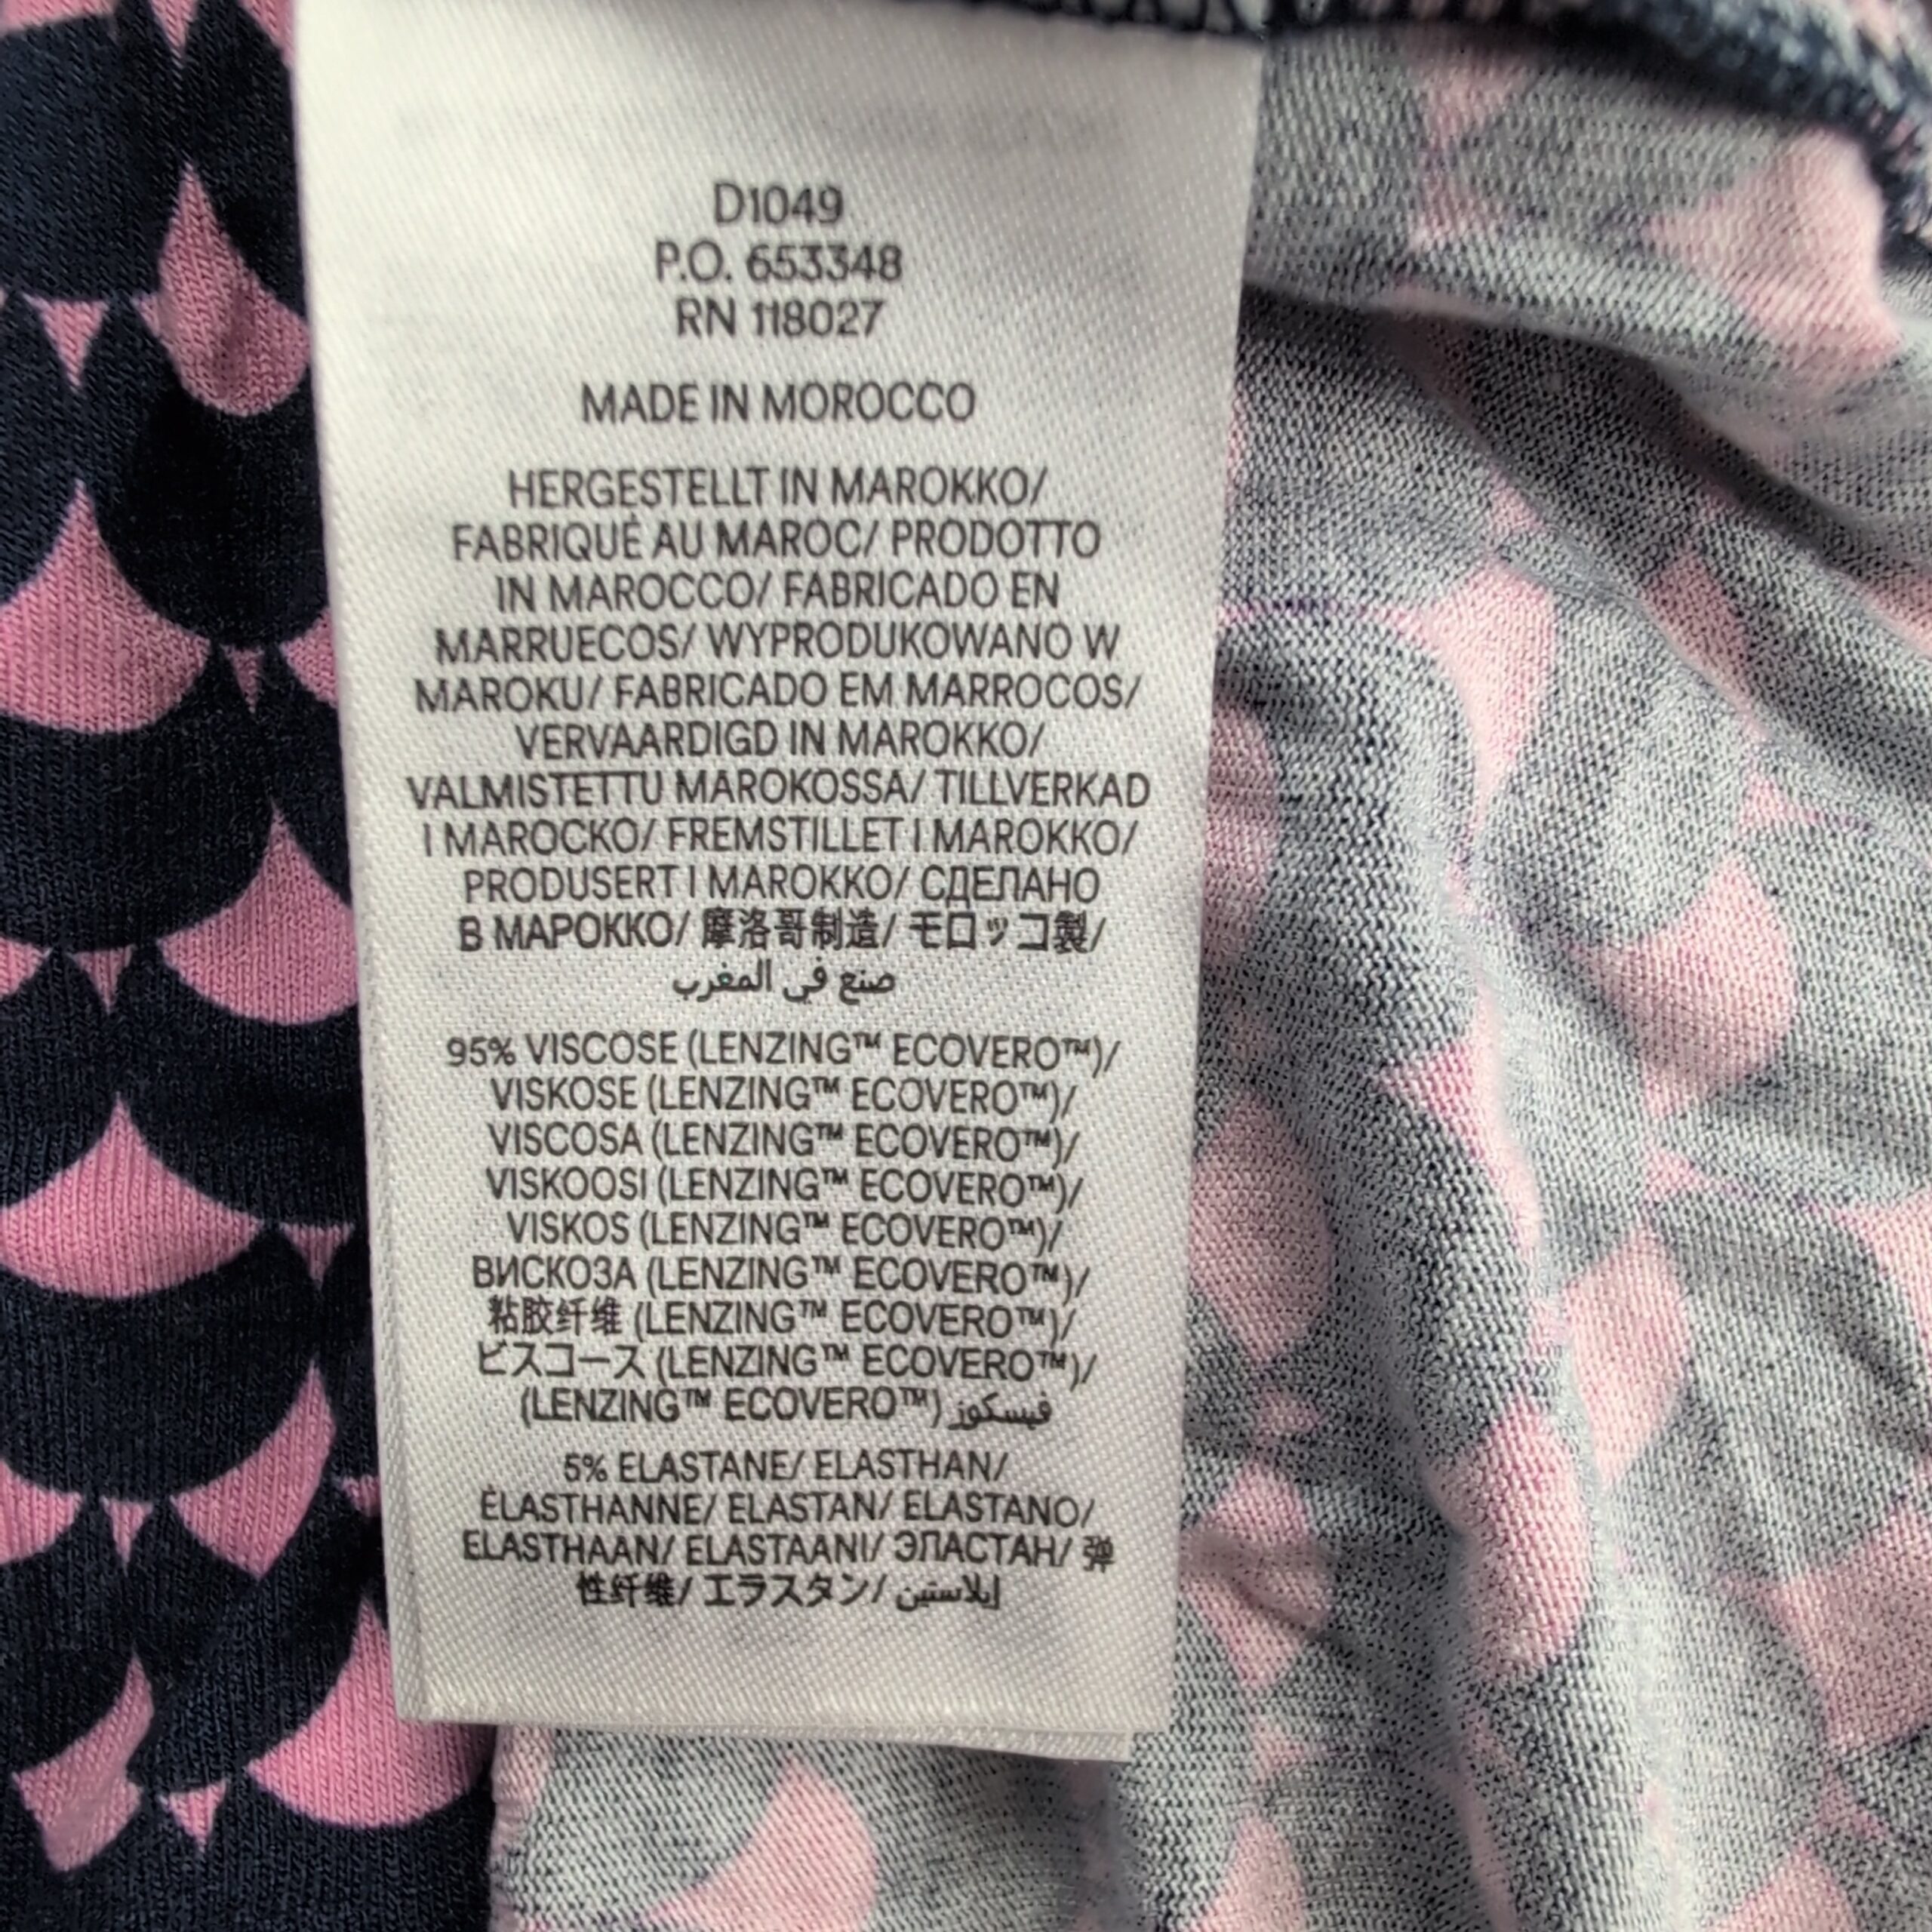 D1049
P.O. 653348
RN 118027
MADE IN MOROCCO
HERGESTELLT IN MAROKKO/
FABRIQUÉ AU MAROC/ PRODOTTO
IN MAROCCO/ FABRICADO EN
MARRUECOS/ WYPRODUKOWANO W
MAROKU/ FABRICADO EM MARROCOS/
VERVAARDIGD IN MAROKKO/
VALMISTETTU MAROKOSSA/ TILLVERKAD
I MAROCKO/ FREMSTILLET I MAROKKO/
PRODUSERT I MAROKKO/ СДЕЛАНО
В МАРОККО/ 摩洛哥制造/ モロッコ製/
صنع في المغرب
95% VISCOSE (LENZING™ ECOVERO™)/
VISKOSE (LENZING™ ECOVERO™)/
VISCOSA (LENZING™ ECOVERO™)/
VISKOOSI (LENZING™ ECOVERO™)/
VISKOS (LENZING™ ECOVERO™)/
ВИСКОЗА (LENZING™ ECOVERO™)/
粘胶纤维 (LENZING™ ECOVERO™)/
ビスコース (LENZING™ ECOVERO™)/
(LENZING™ ECOVERO™) فيسكوز
5% ELASTANE/ ELASTHAN/
ÉLASTHANNE/ ELASTAN/ ELASTANO/
ELASTHAAN/ ELASTAANI/ ЭЛАСТАН/ 弹
性纤维/ エラスタン/ إيلاستين